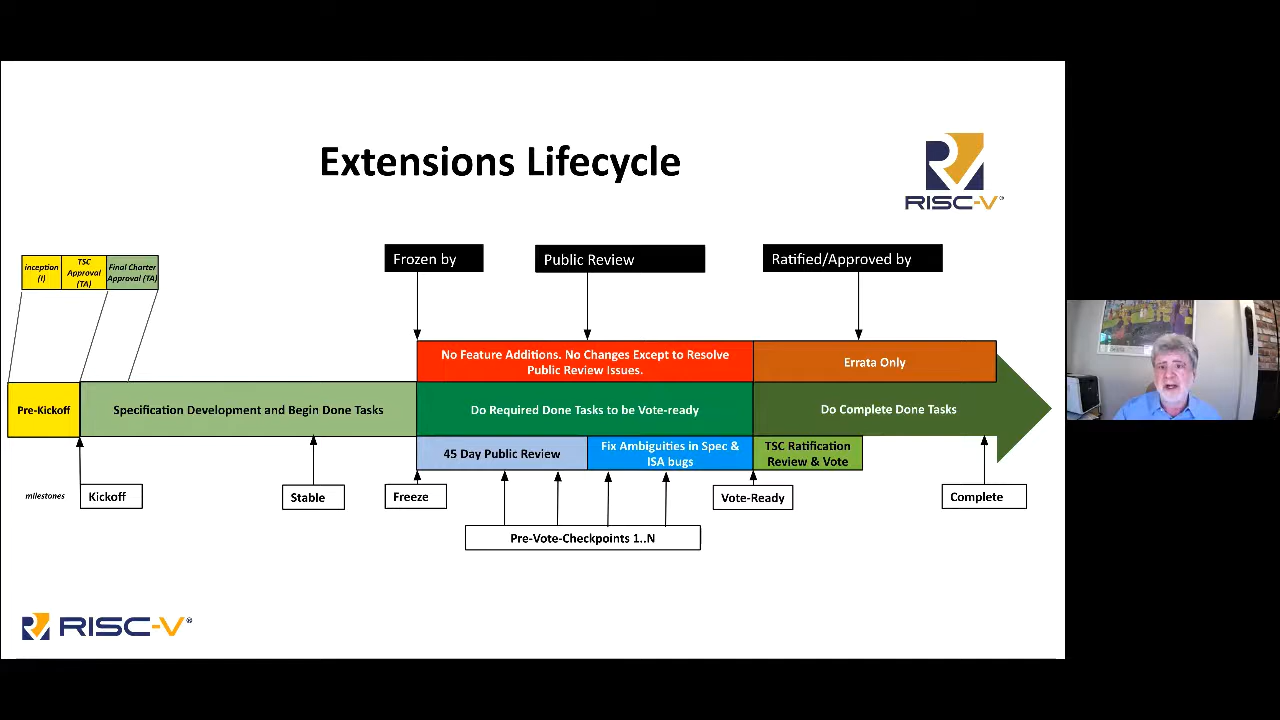 Extensions Lifecycle
RISC-V®
inception
(I)
TSC
Approval
(TA)
Final Charter
Approval (TA)
Frozen by
Public Review
Ratified/Approved by
No Feature Additions. No Changes Except to Resolve
Public Review Issues.
Errata Only
Pre-Kickoff
Specification Development and Begin Done Tasks
Do Required Done Tasks to be Vote-ready
Do Complete Done Tasks
45 Day Public Review
Fix Ambiguities in Spec &
ISA bugs
TSC Ratification
Review & Vote
milestones
Kickoff
Stable
Freeze
Vote-Ready
Complete
Pre-Vote-Checkpoints 1..N
RISC-V®